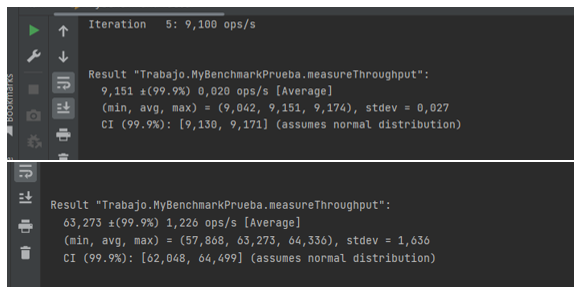 Iteration   5: 9,100 ops/s
Result "Trabajo.MyBenchmarkPrueba.measureThroughput":
9,151 ±(99.9%) 0,020 ops/s [Average]
(min, avg, max) = (9,042, 9,151, 9,174), stdev = 0,027
CI (99.9%): [9,130, 9,171] (assumes normal distribution)
Bookmarks
Result "Trabajo.MyBenchmarkPrueba.measureThroughput":
63,273 ±(99.9%) 1,226 ops/s [Average]
(min, avg, max) = (57,868, 63,273, 64,336), stdev = 1,636
CI (99.9%): [62,048, 64,499] (assumes normal distribution)